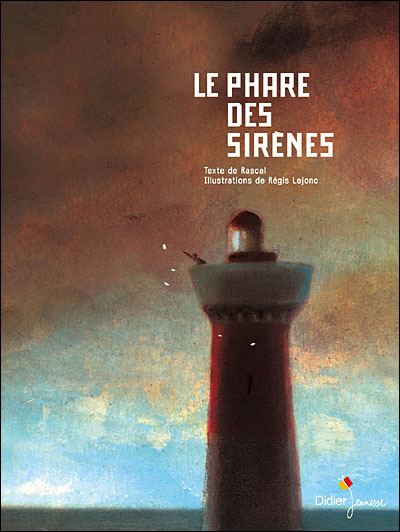 LE PHARE
DES
SIRÈNES
Texte de Rascal
Illustrations de Régis Lejonc
Didier Jeunesse